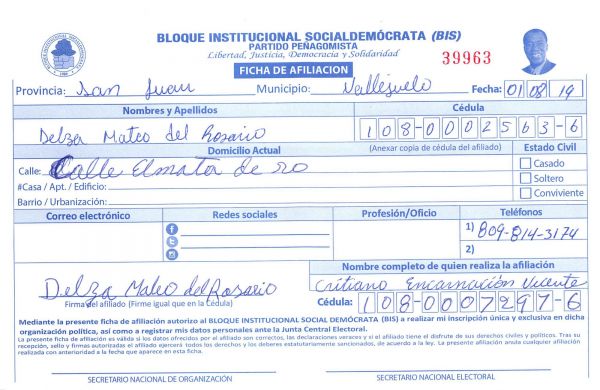 BLOQUE INSTITUCIONAL SOCIALDEMÓCRATA (BIS)
PARTIDO PEÑAGOMISTA
Libertad, Justicia, Democracia y Solidaridad
39963
FICHA DE AFILIACION
Provincia: San Juan Municipio: Vallejuelo Fecha: 01/08/19
Nombres y Apellidos Cédula
Delza Mateo del Rosario 108-0002563-6
Domicilio Actual (Anexar copia de cédula del afiliado) Estado Civil
Calle: Calle Elmatadero Casado
#Casa / Apt. / Edificio: Soltero
Barrio / Urbanización: Conviviente
Correo electrónico Redes sociales Profesión/Oficio Teléfonos
1) 809-814-3174
2)
Nombre completo de quien realiza la afiliación
Delza Mateo del Rosario Critiano Encarnación Vicente
Firma del afiliado (Firme igual que en la Cédula) Cédula: 108-0007297-6
Mediante la presente ficha de afiliación autorizo al BLOQUE INSTITUCIONAL SOCIAL DEMÓCRATA (BIS) a realizar mi inscripción única y exclusiva en dicha
organización política, así como a registrar mis datos personales ante la Junta Central Electoral.
La presente ficha de afiliación es válida si los datos ofrecidos por el afiliado son correctos, las declaraciones veraces y si el afiliado tiene el disfrute de sus derechos civiles y políticos. Tras su
recepción, sello y firmas autorizadas el afiliado ejercerá todos los derechos y los deberes estatutariamente sancionados, de acuerdo a la ley. La presente afiliación anula cualquier afiliación
realizada con anterioridad a la fecha que aparece en esta ficha.
SECRETARIO NACIONAL DE ORGANIZACIÓN SECRETARIO NACIONAL ELECTORAL